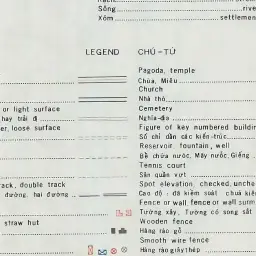 Sông
rive
Xóm
settlemen
LEGEND CHÚ-TỪ
Pagoda, temple
Chùa, Miếu
Church
Nhà thờ
or light surface
Cemetery
hay trải đ
Nghĩa-địa
er, loose surface
Figure of key numbered buildin
Số chỉ dẫn các kiến-trúc
Reservoir fountain, well
Bể chứa nước, Máy nước, Giếng
Tennis court
Sân quần vợt
rack, double track
Spot elevation, checked, unche
đường, hai đường
Cao độ: đã kiểm soát chưa kiể
Fence or wall, fence or wall surm
Tường xây, Tường có song sắt
straw hut
Wooden fence
Hàng rào gỗ
Smooth wire fence
Hàng rào giây thép